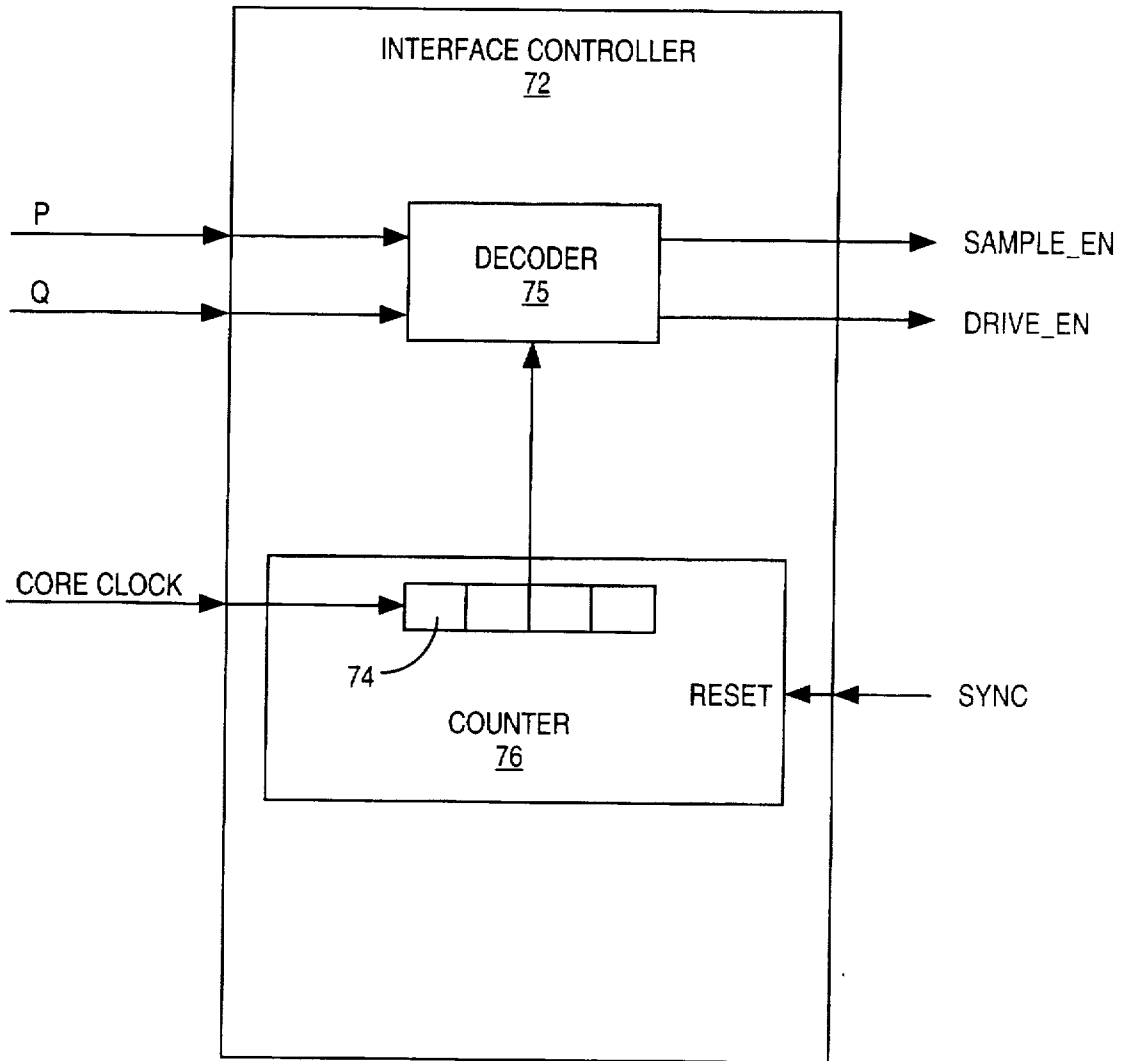 INTERFACE CONTROLLER
72
P
Q
DECODER
75
SAMPLE_EN
DRIVE_EN
CORE CLOCK
74
RESET
SYNC
COUNTER
76